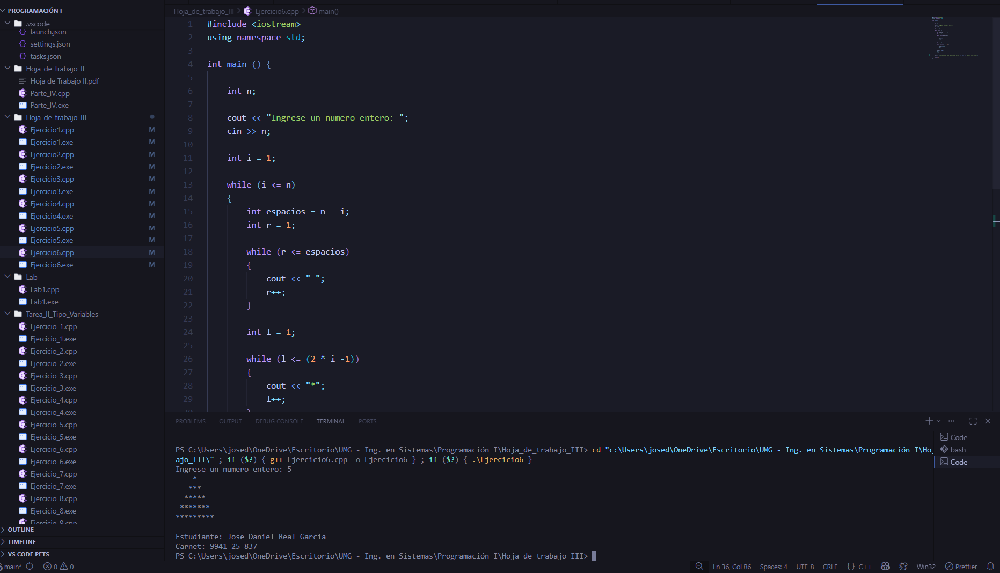 PROGRAMACIÓN I
.vscode
launch.json
settings.json
tasks.json
Hoja_de_trabajo_II
Hoja de Trabajo II.pdf
Parte_IV.cpp
Parte_IV.exe
Hoja_de_trabajo_III
Ejercicio1.cpp M
Ejercicio1.exe M
Ejercicio2.cpp M
Ejercicio2.exe M
Ejercicio3.cpp M
Ejercicio3.exe M
Ejercicio4.cpp M
Ejercicio4.exe M
Ejercicio5.cpp M
Ejercicio5.exe M
Ejercicio6.cpp M
Ejercicio6.exe M
Lab
Lab1.cpp
Lab1.exe
Tarea_II_Tipo_Variables
Ejercicio_1.cpp
Ejercicio_1.exe
Ejercicio_2.cpp
Ejercicio_2.exe
Ejercicio_3.cpp
Ejercicio_3.exe
Ejercicio_4.cpp
Ejercicio_4.exe
Ejercicio_5.cpp
Ejercicio_5.exe
Ejercicio_6.cpp
Ejercicio_6.exe
Ejercicio_7.cpp
Ejercicio_7.exe
Ejercicio_8.cpp
Ejercicio_8.exe
Ejercicio_9.cpp
OUTLINE
TIMELINE
VS CODE PETS
Hoja_de_trabajo_III > Ejercicio6.cpp > main()
1 #include <iostream>
2 using namespace std;
3
4 int main () {
5
6 int n;
7
8 cout << "Ingrese un numero entero: ";
9 cin >> n;
10
11 int i = 1;
12
13 while (i <= n)
14 {
15 int espacios = n - i;
16 int r = 1;
17
18 while (r <= espacios)
19 {
20 cout << " ";
21 r++;
22 }
23
24 int l = 1;
25
26 while (l <= (2 * i -1))
27 {
28 cout << "*";
29 l++;
30 }
PROBLEMS OUTPUT DEBUG CONSOLE TERMINAL PORTS
PS C:\Users\josed\OneDrive\Escritorio\UMG - Ing. en Sistemas\Programación I\Hoja_de_trabajo_III> cd "c:\Users\josed\OneDrive\Escritorio\UMG - Ing. en Sistemas\Programación I\Hoj
ajo_III\" ; if ($?) { g++ Ejercicio6.cpp -o Ejercicio6 } ; if ($?) { .\Ejercicio6 }
Ingrese un numero entero: 5
    *
   ***
  *****
 *******
*********
Estudiante: Jose Daniel Real Garcia
Carnet: 9941-25-837
PS C:\Users\josed\OneDrive\Escritorio\UMG - Ing. en Sistemas\Programación I\Hoja_de_trabajo_III>
Code
bash
Code
main* 0 0 Ln 36, Col 86 Spaces: 4 UTF-8 CRLF { } C++ Win32 Prettier